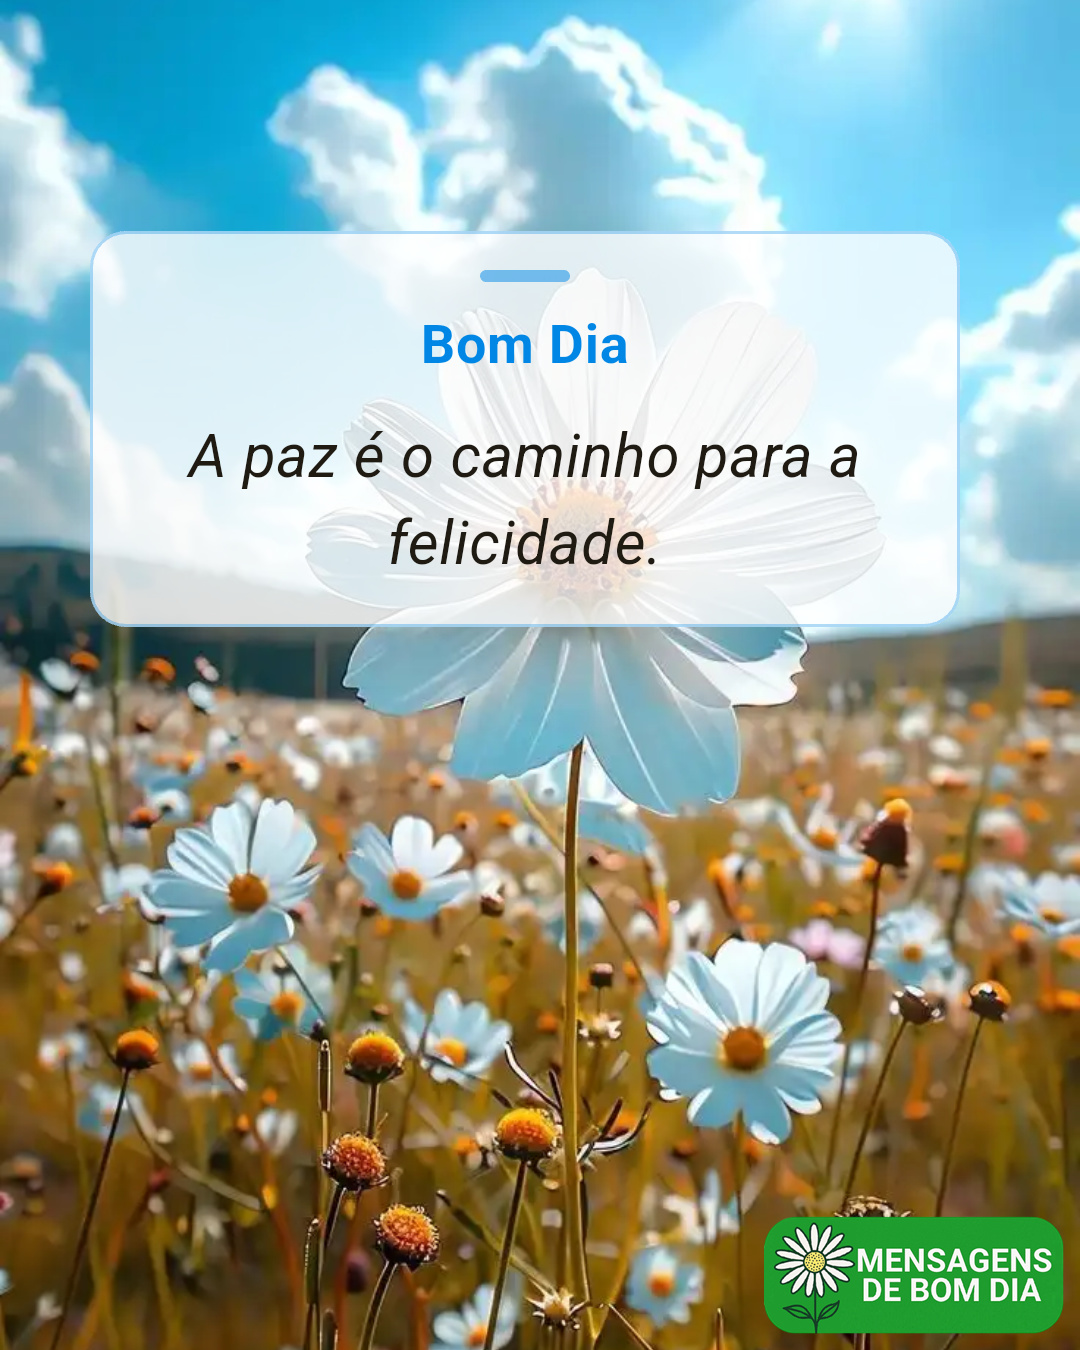 Bom Dia
A paz é o caminho para a
felicidade.
MENSAGENS
DE BOM DIA